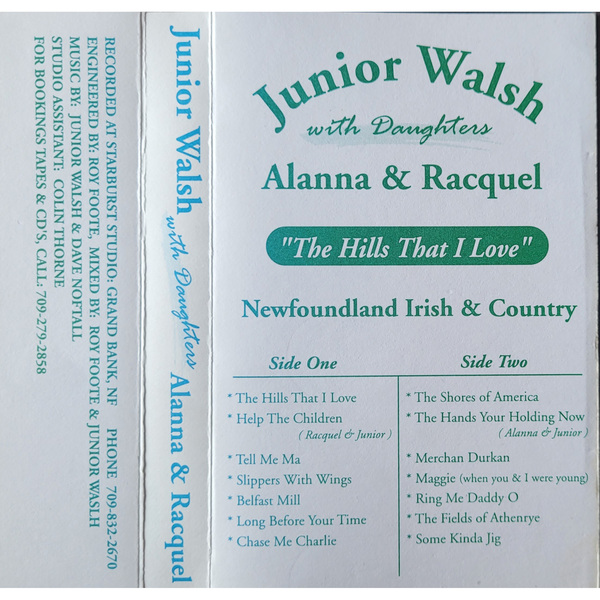 Junior Walsh
with Daughters
Alanna & Racquel
"The Hills That I Love"
Newfoundland Irish & Country
Side One
* The Hills That I Love
* Help The Children
( Racquel & Junior )
* Tell Me Ma
* Slippers With Wings
* Belfast Mill
* Long Before Your Time
* Chase Me Charlie
Side Two
* The Shores of America
* The Hands Your Holding Now
( Alanna & Junior )
* Merchan Durkan
* Maggie (when you & I were young)
* Ring Me Daddy O
* The Fields of Athenrye
* Some Kinda Jig
Junior Walsh with Daughters Alanna & Racquel
RECORDED AT STARBURST STUDIO: GRAND BANK, NF PHONE 709-832-2670
ENGINEERED BY: ROY FOOTE, MIXED BY: ROY FOOTE & JUNIOR WASLH
MUSIC BY: JUNIOR WALSH & DAVE NOFTALL
STUDIO ASSISTANT: COLIN THORNE
FOR BOOKINGS TAPES & CD'S, CALL: 709-279-2858